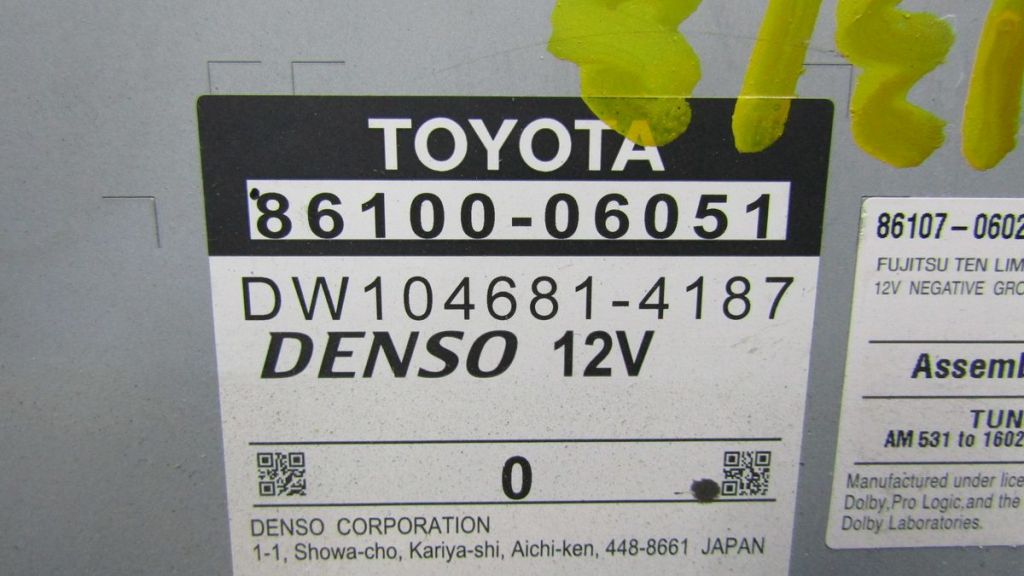 TOYOTA
86100-06051
DW104681-4187
DENSO 12V
0
DENSO CORPORATION
1-1, Showa-cho, Kariya-shi, Aichi-ken, 448-8661 JAPAN
86107-0602
FUJITSU TEN LIM
12V NEGATIVE GRO
Assemb
TUN
AM 531 to 1602
Manufactured under lice
Dolby,Pro Logic,and the
Dolby Laboratories.